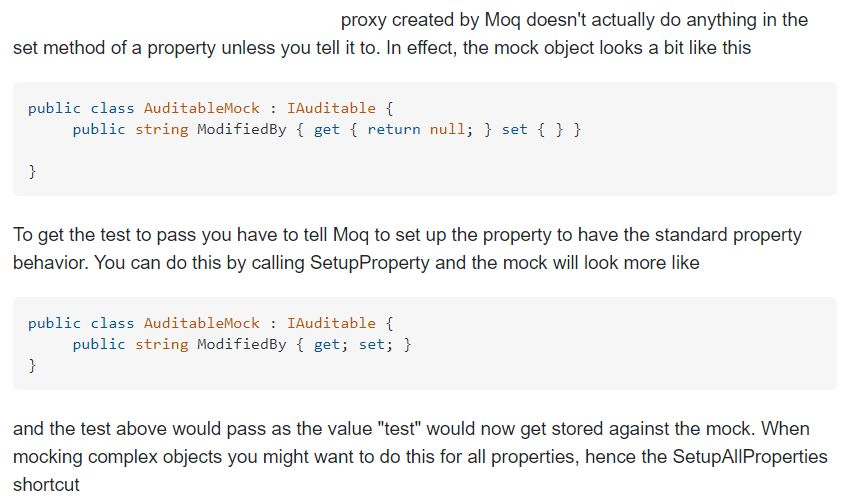 proxy created by Moq doesn't actually do anything in the
set method of a property unless you tell it to. In effect, the mock object looks a bit like this
public class AuditableMock : IAuditable {
public string ModifiedBy { get { return null; } set { } }
}
To get the test to pass you have to tell Moq to set up the property to have the standard property
behavior. You can do this by calling SetupProperty and the mock will look more like
public class AuditableMock : IAuditable {
public string ModifiedBy { get; set; }
}
and the test above would pass as the value "test" would now get stored against the mock. When
mocking complex objects you might want to do this for all properties, hence the SetupAllProperties
shortcut